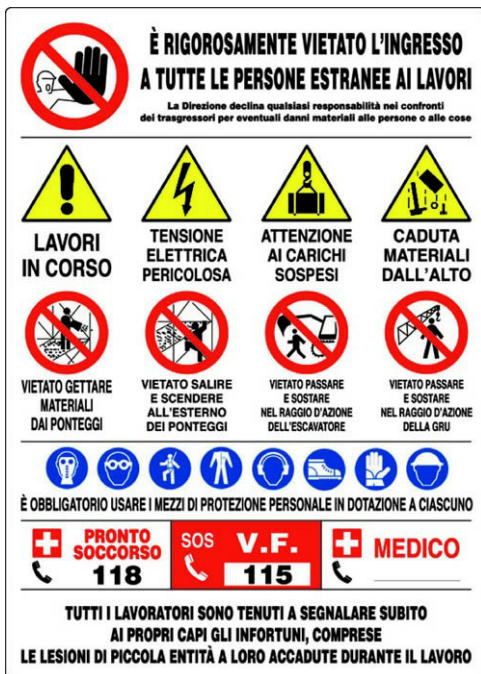 È RIGOROSAMENTE VIETATO L'INGRESSO
A TUTTE LE PERSONE ESTRANEE AI LAVORI
La Direzione declina qualsiasi responsabilità nei confronti
dei trasgressori per eventuali danni materiali alle persone o alle cose
LAVORI
IN CORSO
TENSIONE
ELETTRICA
PERICOLOSA
ATTENZIONE
AI CARICHI
SOSPESI
CADUTA
MATERIALI
DALL'ALTO
VIETATO GETTARE
MATERIALI
DAI PONTEGGI
VIETATO SALIRE
E SCENDERE
ALL'ESTERNO
DEI PONTEGGI
VIETATO PASSARE
E SOSTARE
NEL RAGGIO D'AZIONE
DELL'ESCAVATORE
VIETATO PASSARE
E SOSTARE
NEL RAGGIO D'AZIONE
DELLA GRU
È OBBLIGATORIO USARE I MEZZI DI PROTEZIONE PERSONALE IN DOTAZIONE A CIASCUNO
PRONTO
SOCCORSO
118
SOS V.F.
115
MEDICO
TUTTI I LAVORATORI SONO TENUTI A SEGNALARE SUBITO
AI PROPRI CAPI GLI INFORTUNI, COMPRESE
LE LESIONI DI PICCOLA ENTITÀ A LORO ACCADUTE DURANTE IL LAVORO